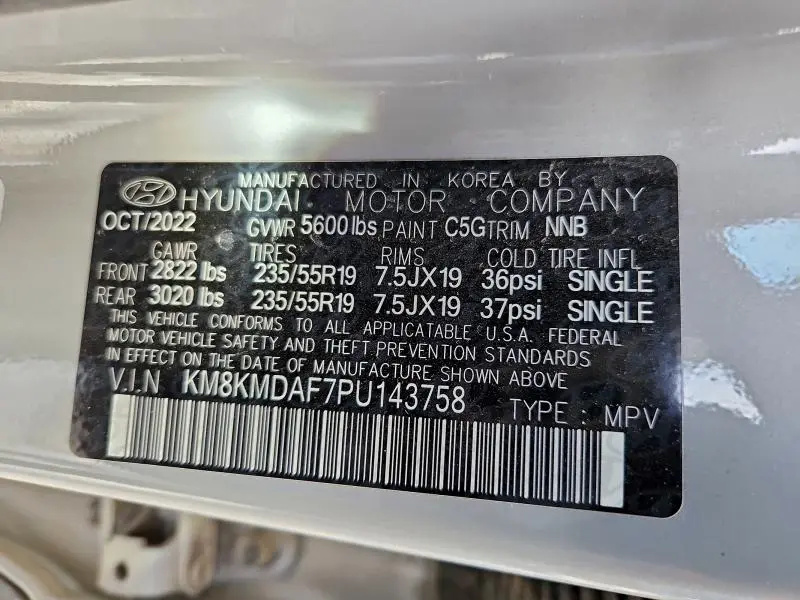 MANUFACTURED IN KOREA BY
HYUNDAI MOTOR COMPANY
OCT/2022 GVWR 5600 lbs PAINT C5G TRIM NNB
GAWR TIRES RIMS COLD TIRE INFL
FRONT 2822 lbs 235/55R19 7.5JX19 36psi SINGLE
REAR 3020 lbs 235/55R19 7.5JX19 37psi SINGLE
THIS VEHICLE CONFORMS TO ALL APPLICATABLE U.S.A. FEDERAL
MOTOR VEHICLE SAFETY AND THEFT PREVENTION STANDARDS
IN EFFECT ON THE DATE OF MANUFACTURE SHOWN ABOVE
V.I.N KM8KMDAF7PU143758 TYPE : MPV